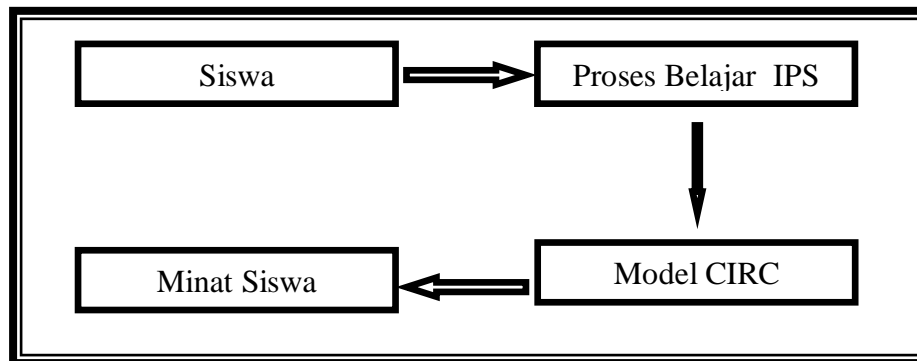 Siswa
Proses Belajar IPS
Minat Siswa
Model CIRC